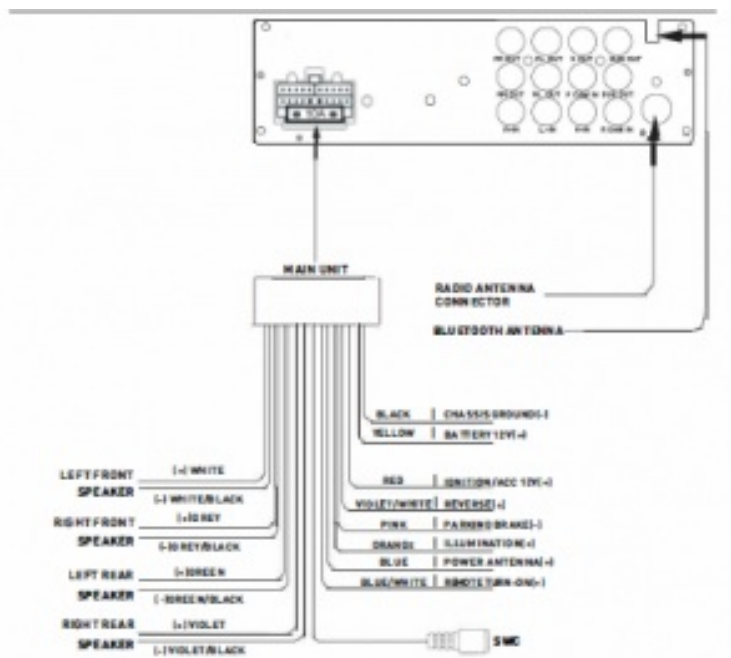 10A
MAIN UNIT
RADIO ANTENNA
CONNECTOR
BLUETOOTH ANTENNA
BLACK | CHASSIS GROUND(-)
YELLOW | BATTERY 12V(+)
RED | IGNITION/ACC 12V(+)
VIOLET/WHITE | REVERSE(+)
PINK | PARKING BRAKE(-)
ORANGE | ILLUMINATION(+)
BLUE | POWER ANTENNA(+)
BLUE/WHITE | REMOTE TURN-ON(+)
LEFT FRONT
SPEAKER
(+) WHITE
(-) WHITE/BLACK
RIGHT FRONT
SPEAKER
(+)GREY
(-)GREY/BLACK
LEFT REAR
SPEAKER
(+)GREEN
(-)GREEN/BLACK
RIGHT REAR
SPEAKER
(+)VIOLET
(-)VIOLET/BLACK
SWC